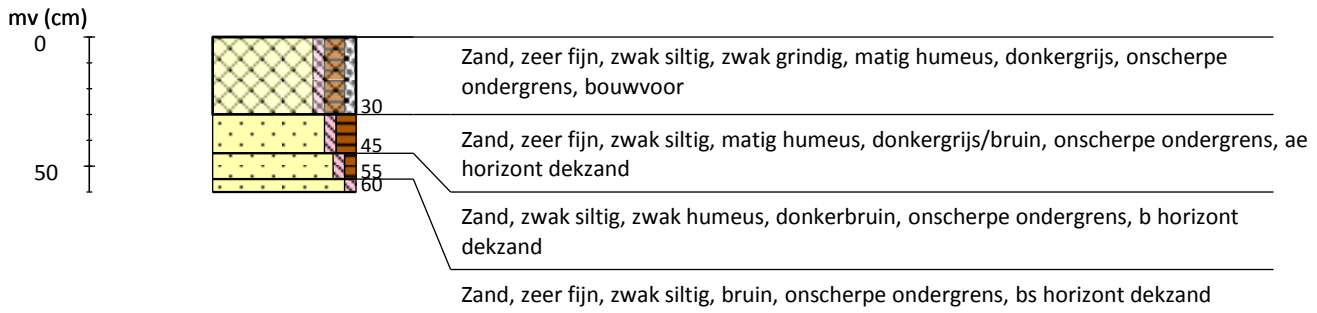 mv (cm)
0
Zand, zeer fijn, zwak siltig, zwak grindig, matig humeus, donkergrijs, onscherpe
ondergrens, bouwvoor
30
Zand, zeer fijn, zwak siltig, matig humeus, donkergrijs/bruin, onscherpe ondergrens, ae
horizont dekzand
45
50
55
60
Zand, zwak siltig, zwak humeus, donkerbruin, onscherpe ondergrens, b horizont
dekzand
Zand, zeer fijn, zwak siltig, bruin, onscherpe ondergrens, bs horizont dekzand